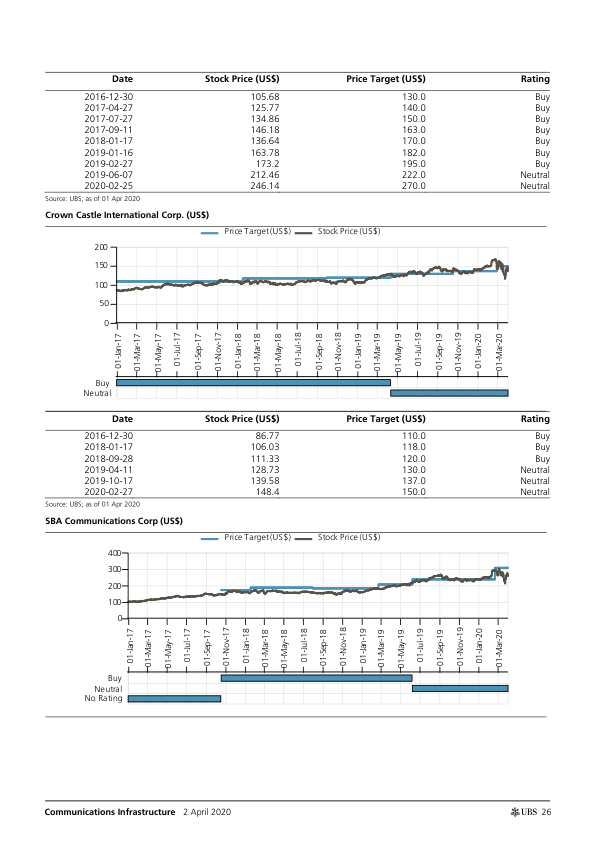 Date Stock Price (US$) Price Target (US$) Rating
2016-12-30 105.68 130.0 Buy
2017-04-27 125.77 140.0 Buy
2017-07-27 134.86 150.0 Buy
2017-09-11 146.18 163.0 Buy
2018-01-17 136.64 170.0 Buy
2019-01-16 163.78 182.0 Buy
2019-02-27 173.2 195.0 Buy
2019-06-07 212.46 222.0 Neutral
2020-02-25 246.14 270.0 Neutral
Source: UBS; as of 01 Apr 2020
Crown Castle International Corp. (US$)
Price Target (US$) Stock Price (US$)
200
150
100
50
0
01-Jan-17 01-Mar-17 01-May-17 01-Jul-17 01-Sep-17 01-Nov-17 01-Jan-18 01-Mar-18 01-May-18 01-Jul-18 01-Sep-18 01-Nov-18 01-Jan-19 01-Mar-19 01-May-19 01-Jul-19 01-Sep-19 01-Nov-19 01-Jan-20 01-Mar-20
Buy
Neutral
Date Stock Price (US$) Price Target (US$) Rating
2016-12-30 86.77 110.0 Buy
2018-01-17 106.03 118.0 Buy
2018-09-28 111.33 120.0 Buy
2019-04-11 128.73 130.0 Neutral
2019-10-17 139.58 137.0 Neutral
2020-02-27 148.4 150.0 Neutral
Source: UBS; as of 01 Apr 2020
SBA Communications Corp (US$)
Price Target (US$) Stock Price (US$)
400
300
200
100
0
01-Jan-17 01-Mar-17 01-May-17 01-Jul-17 01-Sep-17 01-Nov-17 01-Jan-18 01-Mar-18 01-May-18 01-Jul-18 01-Sep-18 01-Nov-18 01-Jan-19 01-Mar-19 01-May-19 01-Jul-19 01-Sep-19 01-Nov-19 01-Jan-20 01-Mar-20
Buy
Neutral
No Rating
Communications Infrastructure 2 April 2020 UBS 26